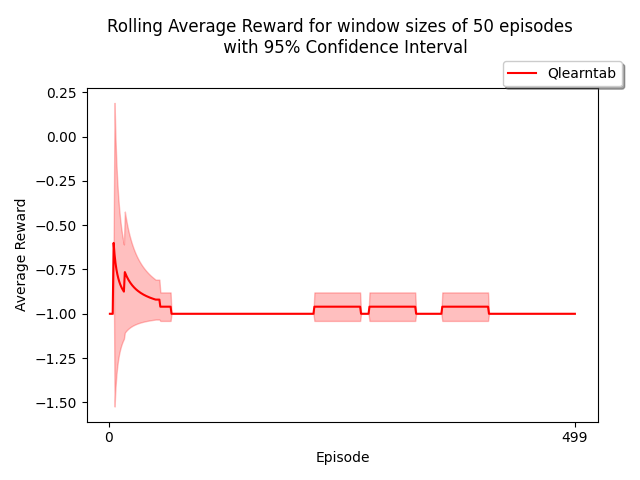 Rolling Average Reward for window sizes of 50 episodes
with 95% Confidence Interval
Qlearntab
0.25
0.00
−0.25
−0.50
−0.75
−1.00
−1.25
−1.50
Average Reward
0
499
Episode